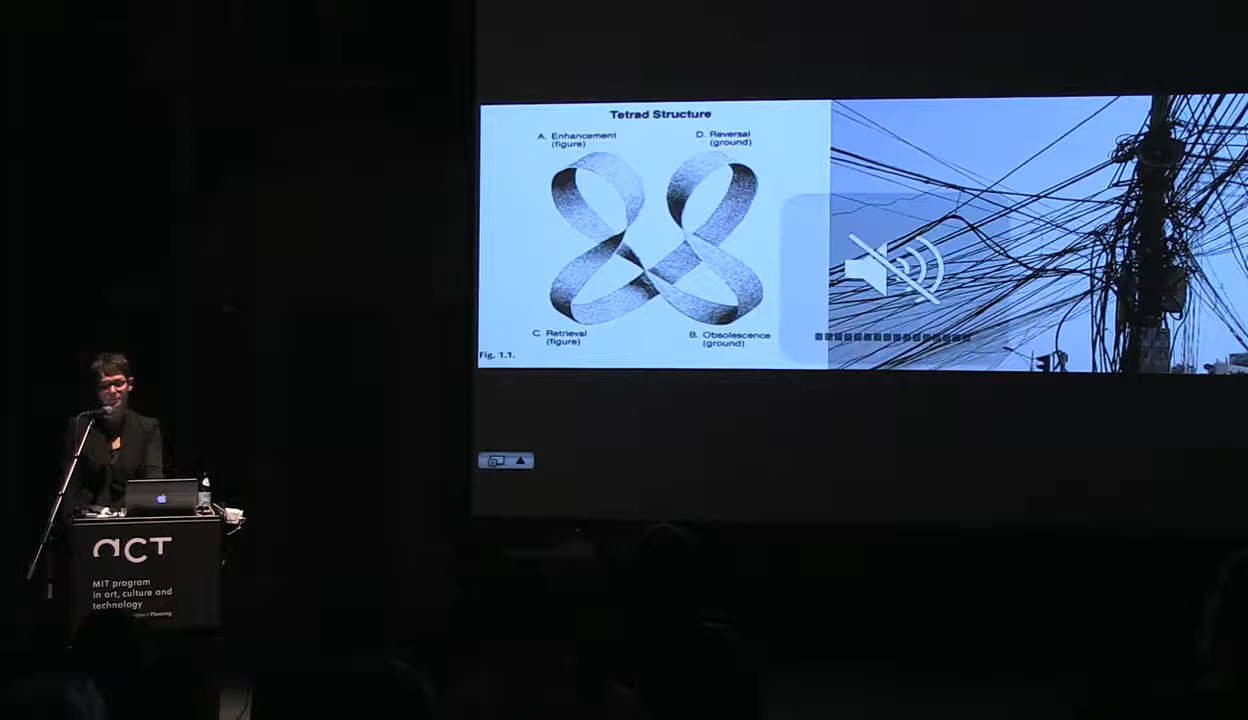 Tetrad Structure
A. Enhancement
(figure)
D. Reversal
(ground)
C. Retrieval
(figure)
B. Obsolescence
(ground)
Fig. 1.1.
act
MIT program
in art, culture and
technology
Planning